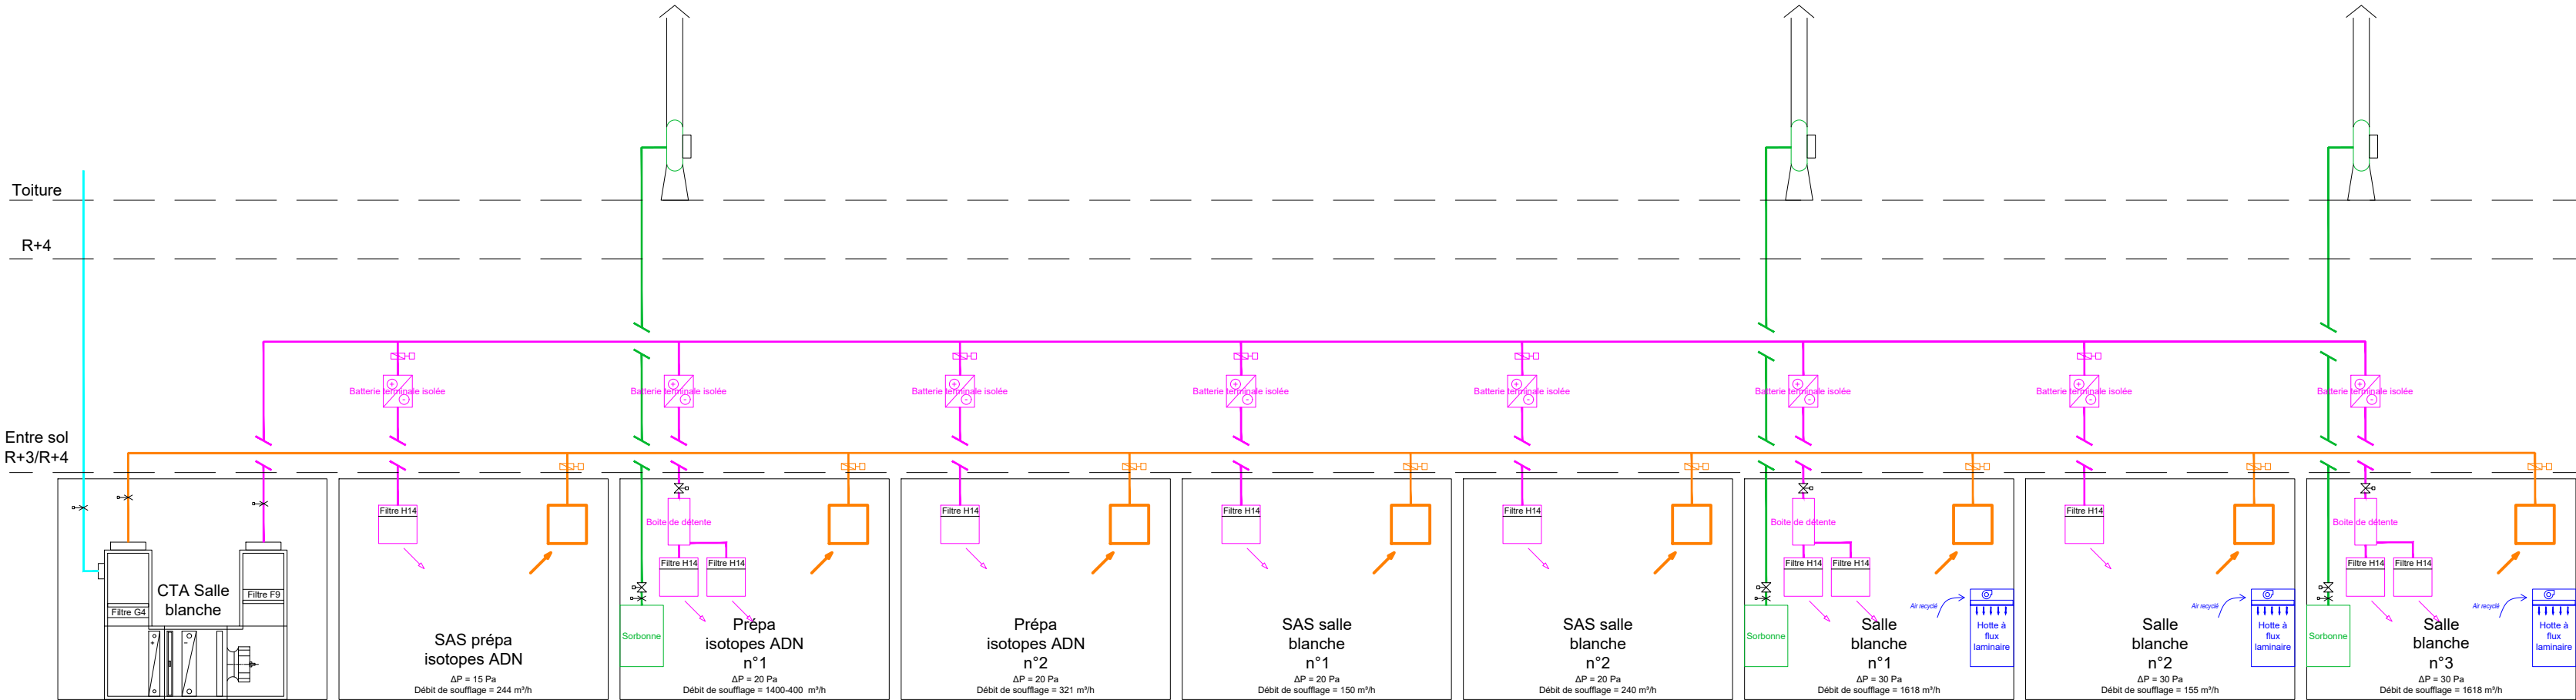 Toiture
R+4
Batterie terminale isolée
Batterie terminale isolée
Batterie terminale isolée
Batterie terminale isolée
Batterie terminale isolée
Batterie terminale isolée
Batterie terminale isolée
Batterie terminale isolée
Entre sol
R+3/R+4
Filtre G4
CTA Salle
blanche
Filtre F9
Filtre H14
SAS prépa
isotopes ADN
ΔP = 15 Pa
Débit de soufflage = 244 m³/h
Boite de détente
Filtre H14
Filtre H14
Sorbonne
Prépa
isotopes ADN
n°1
ΔP = 20 Pa
Débit de soufflage = 1400-400 m³/h
Filtre H14
Prépa
isotopes ADN
n°2
ΔP = 20 Pa
Débit de soufflage = 321 m³/h
Filtre H14
SAS salle
blanche
n°1
ΔP = 20 Pa
Débit de soufflage = 150 m³/h
Filtre H14
SAS salle
blanche
n°2
ΔP = 20 Pa
Débit de soufflage = 240 m³/h
Boite de détente
Filtre H14
Filtre H14
Sorbonne
Air recyclé
Hotte à
flux
laminaire
Salle
blanche
n°1
ΔP = 30 Pa
Débit de soufflage = 1618 m³/h
Filtre H14
Air recyclé
Hotte à
flux
laminaire
Salle
blanche
n°2
ΔP = 30 Pa
Débit de soufflage = 155 m³/h
Boite de détente
Filtre H14
Filtre H14
Sorbonne
Air recyclé
Hotte à
flux
laminaire
Salle
blanche
n°3
ΔP = 30 Pa
Débit de soufflage = 1618 m³/h